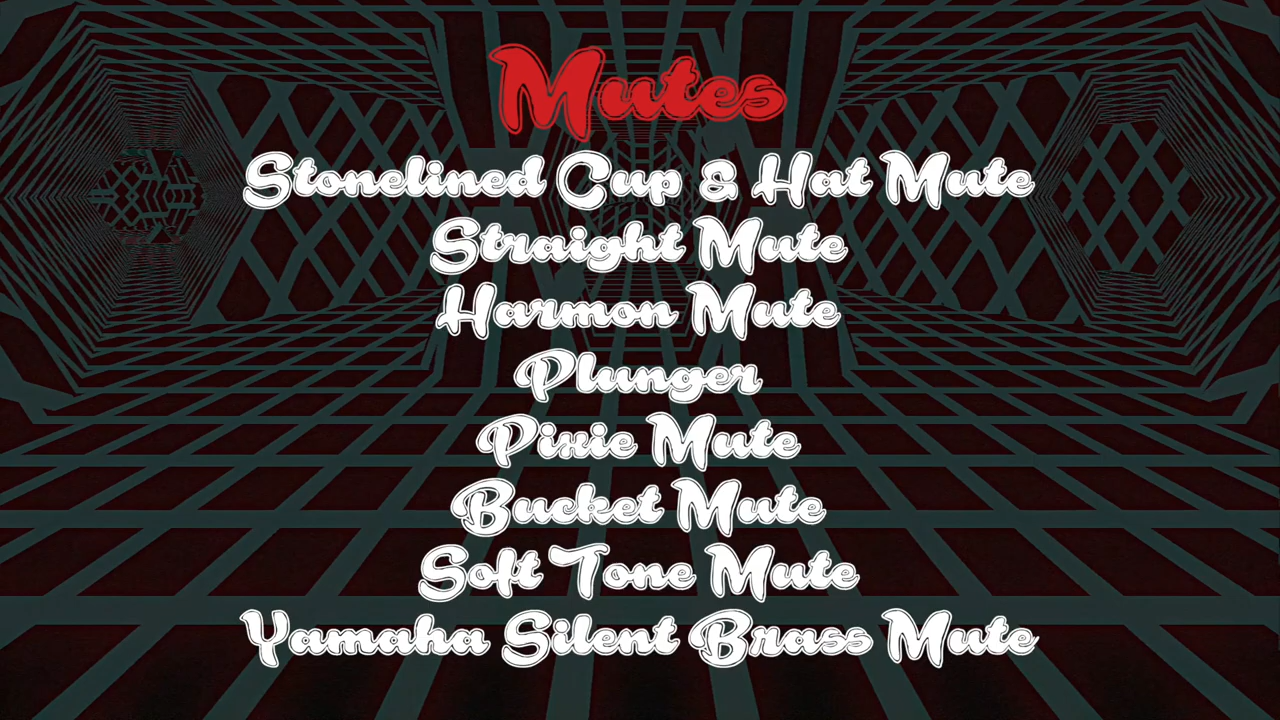 Mutes
Stonelined Cup & Hat Mute
Straight Mute
Harmon Mute
Plunger
Pixie Mute
Bucket Mute
Soft Tone Mute
Yamaha Silent Brass Mute